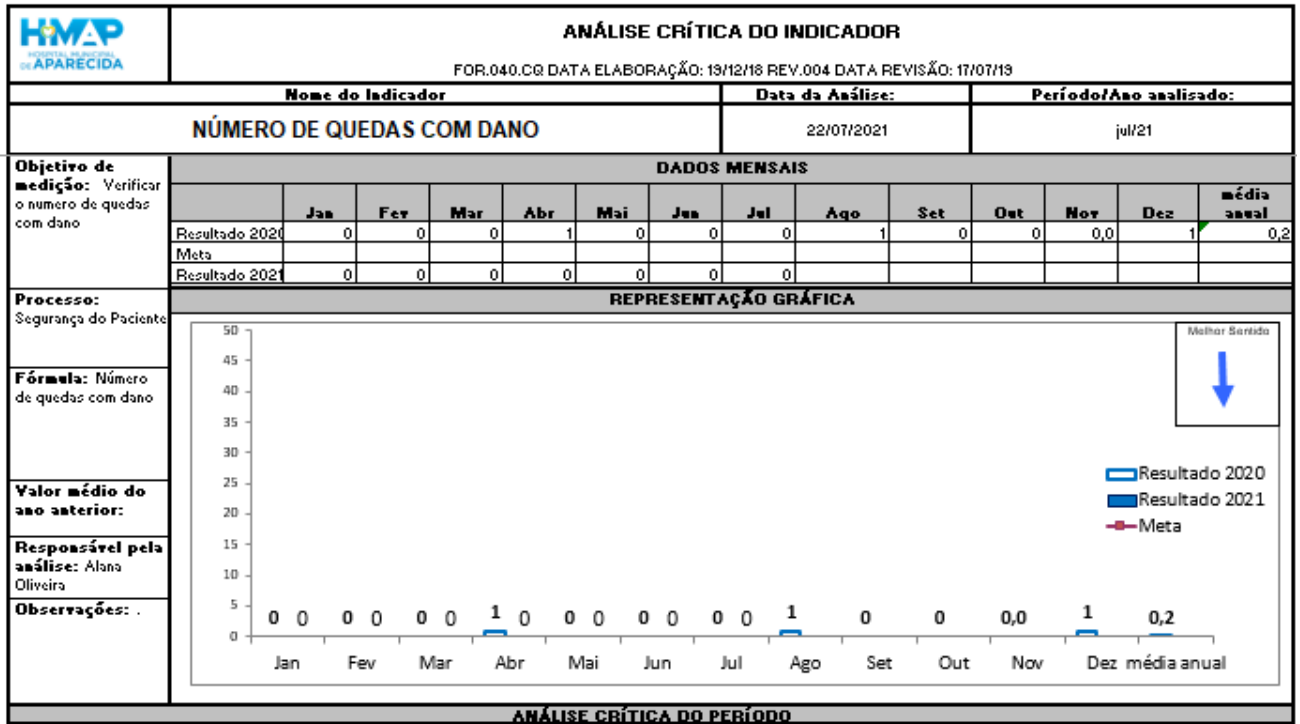 HMAP
HOSPITAL MUNICIPAL
DE APARECIDA
ANÁLISE CRÍTICA DO INDICADOR
FOR.040.CQ DATA ELABORAÇÃO: 19/12/18 REV.004 DATA REVISÃO: 17/07/19
Nome do Indicador Data da Análise: Período/Ano analisado:
NÚMERO DE QUEDAS COM DANO 22/07/2021 jul/21
Objetivo de
medição: Verificar
o numero de quedas
com dano
DADOS MENSAIS
Jan Fev Mar Abr Mai Jun Jul Ago Set Out Nov Dez média anual
Resultado 2020 0 0 0 1 0 0 0 1 0 0 0,0 1 0,2
Meta
Resultado 2021 0 0 0 0 0 0 0
Processo:
Segurança do Paciente
Fórmula: Número
de quedas com dano
Valor médio do
ano anterior:
Responsável pela
análise: Alana
Oliveira
Observações: .
REPRESENTAÇÃO GRÁFICA
Melhor Sentido
50
45
40
35
30
25
20
15
10
5
0
Resultado 2020
Resultado 2021
Meta
0 0 0 0 0 0 1 0 0 0 0 0 0 0 1 0 0 0,0 1 0,2
Jan Fev Mar Abr Mai Jun Jul Ago Set Out Nov Dez média anual
ANÁLISE CRÍTICA DO PERÍODO